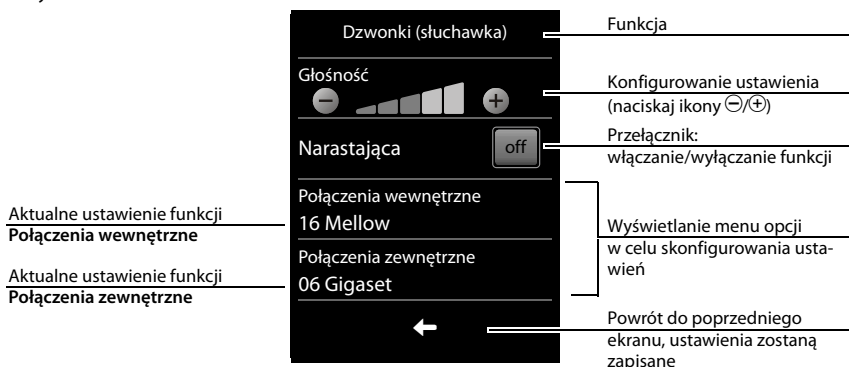 Dzwonki (słuchawka)
Głośność
Narastająca
off
Połączenia wewnętrzne
16 Mellow
Połączenia zewnętrzne
06 Gigaset
Aktualne ustawienie funkcji
Połączenia wewnętrzne
Aktualne ustawienie funkcji
Połączenia zewnętrzne
Funkcja
Konfigurowanie ustawienia
(naciskaj ikony ⊖/⊕)
Przełącznik:
włączanie/wyłączanie funkcji
Wyświetlanie menu opcji
w celu skonfigurowania usta-
wień
Powrót do poprzedniego
ekranu, ustawienia zostaną
zapisane